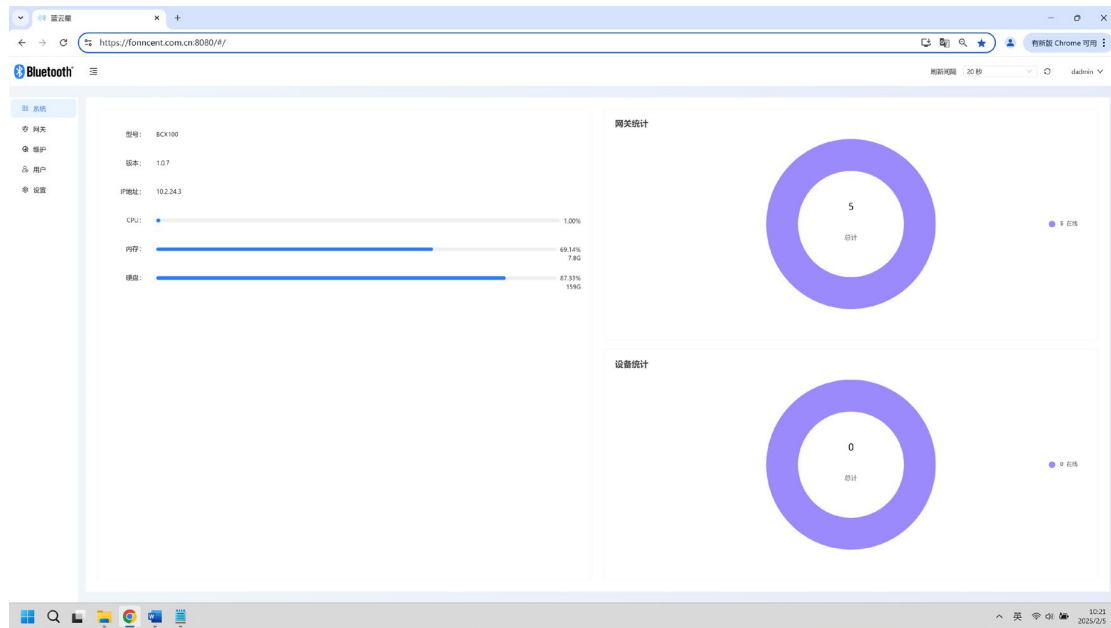 蓝云星
https://fonncent.com.cn:8080/#/
有新版 Chrome 可用
Bluetooth
刷新间隔 20 秒
dadmin
系统
网关
维护
用户
设置
型号: BCX100
版本: 1.0.7
IP地址: 10.2.24.3
CPU: 1.00%
内存: 69.14%
7.8G
硬盘: 87.33%
159G
网关统计
5
总计
5 在线
设备统计
0
总计
0 在线
英
10:21
2025/2/5